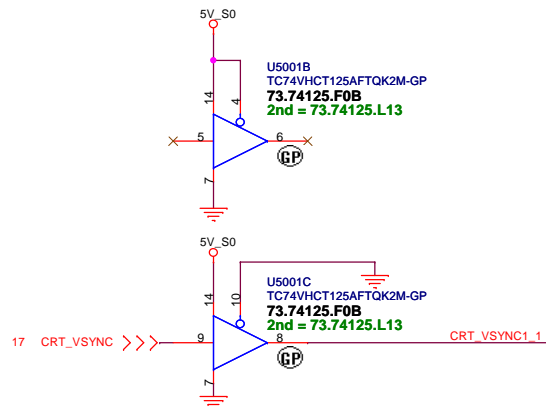 5V_S0
U5001B
TC74VHCT125AFTQK2M-GP
73.74125.F0B
2nd = 73.74125.L13
14
4
5
6
GP
7
5V_S0
U5001C
TC74VHCT125AFTQK2M-GP
73.74125.F0B
2nd = 73.74125.L13
14
10
17 CRT_VSYNC
9
8
CRT_VSYNC1_1
GP
7